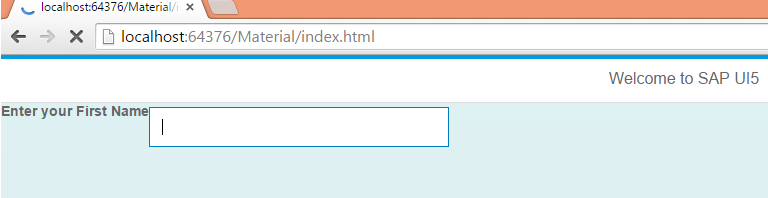 localhost:64376/Material/i
localhost:64376/Material/index.html
Welcome to SAP UI5
Enter your First Name